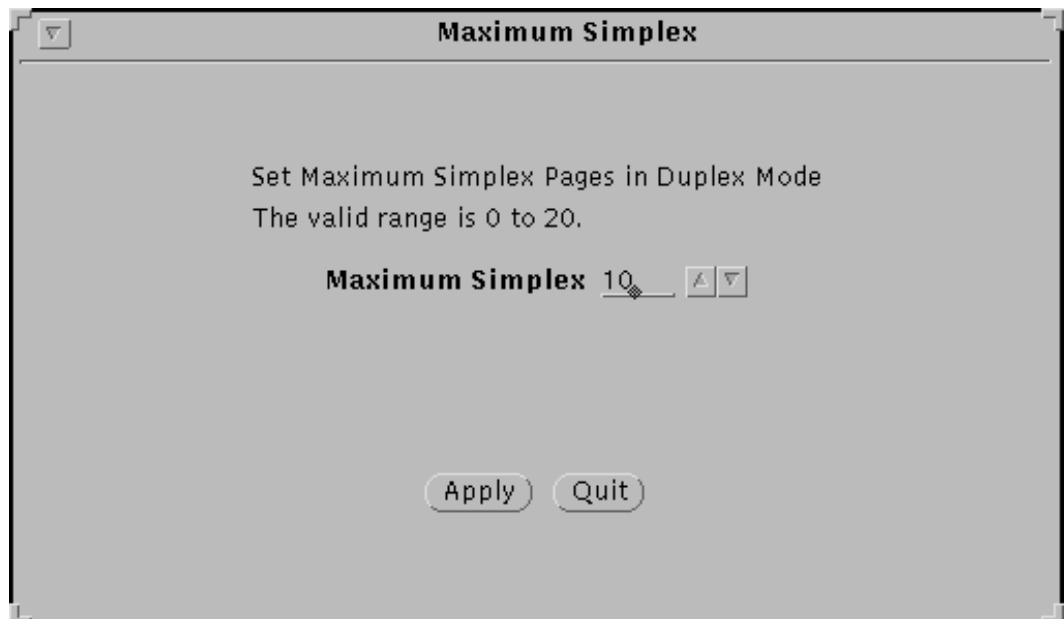 Maximum Simplex
Set Maximum Simplex Pages in Duplex Mode
The valid range is 0 to 20.
Maximum Simplex 10
Apply Quit